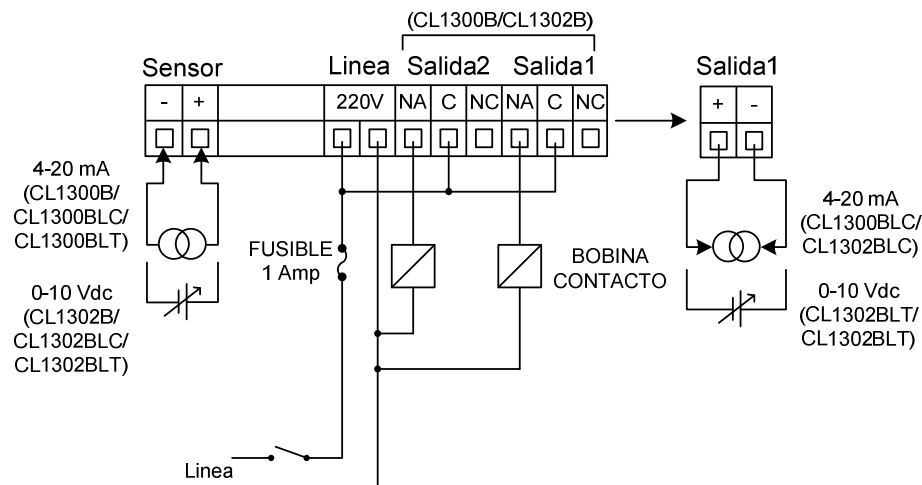 (CL1300B/CL1302B)
Sensor
Linea
Salida2
Salida1
Salida1
-
+
220V
NA
C
NC
NA
C
NC
+
-
4-20 mA
(CL1300B/
CL1300BLC/
CL1300BLT)
0-10 Vdc
(CL1302B/
CL1302BLC/
CL1302BLT)
FUSIBLE
1 Amp
BOBINA
CONTACTO
4-20 mA
(CL1300BLC/
CL1302BLC)
0-10 Vdc
(CL1302BLT/
CL1302BLT)
Linea